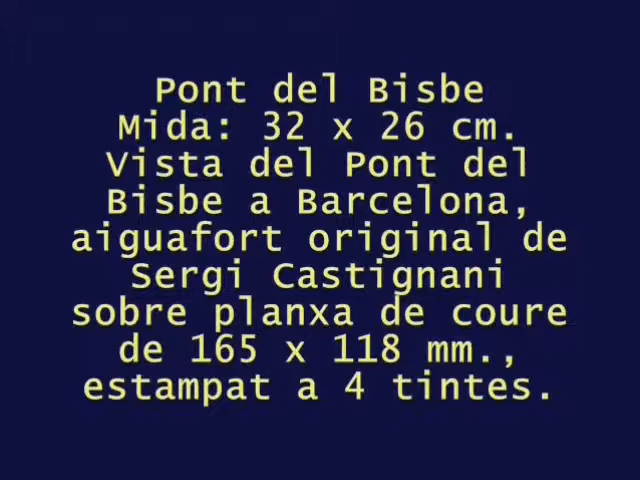 Pont del Bisbe
Mida: 32 x 26 cm.
Vista del Pont del
Bisbe a Barcelona,
aiguafort original de
Sergi Castignani
sobre planxa de coure
de 165 x 118 mm.,
estampat a 4 tintes.